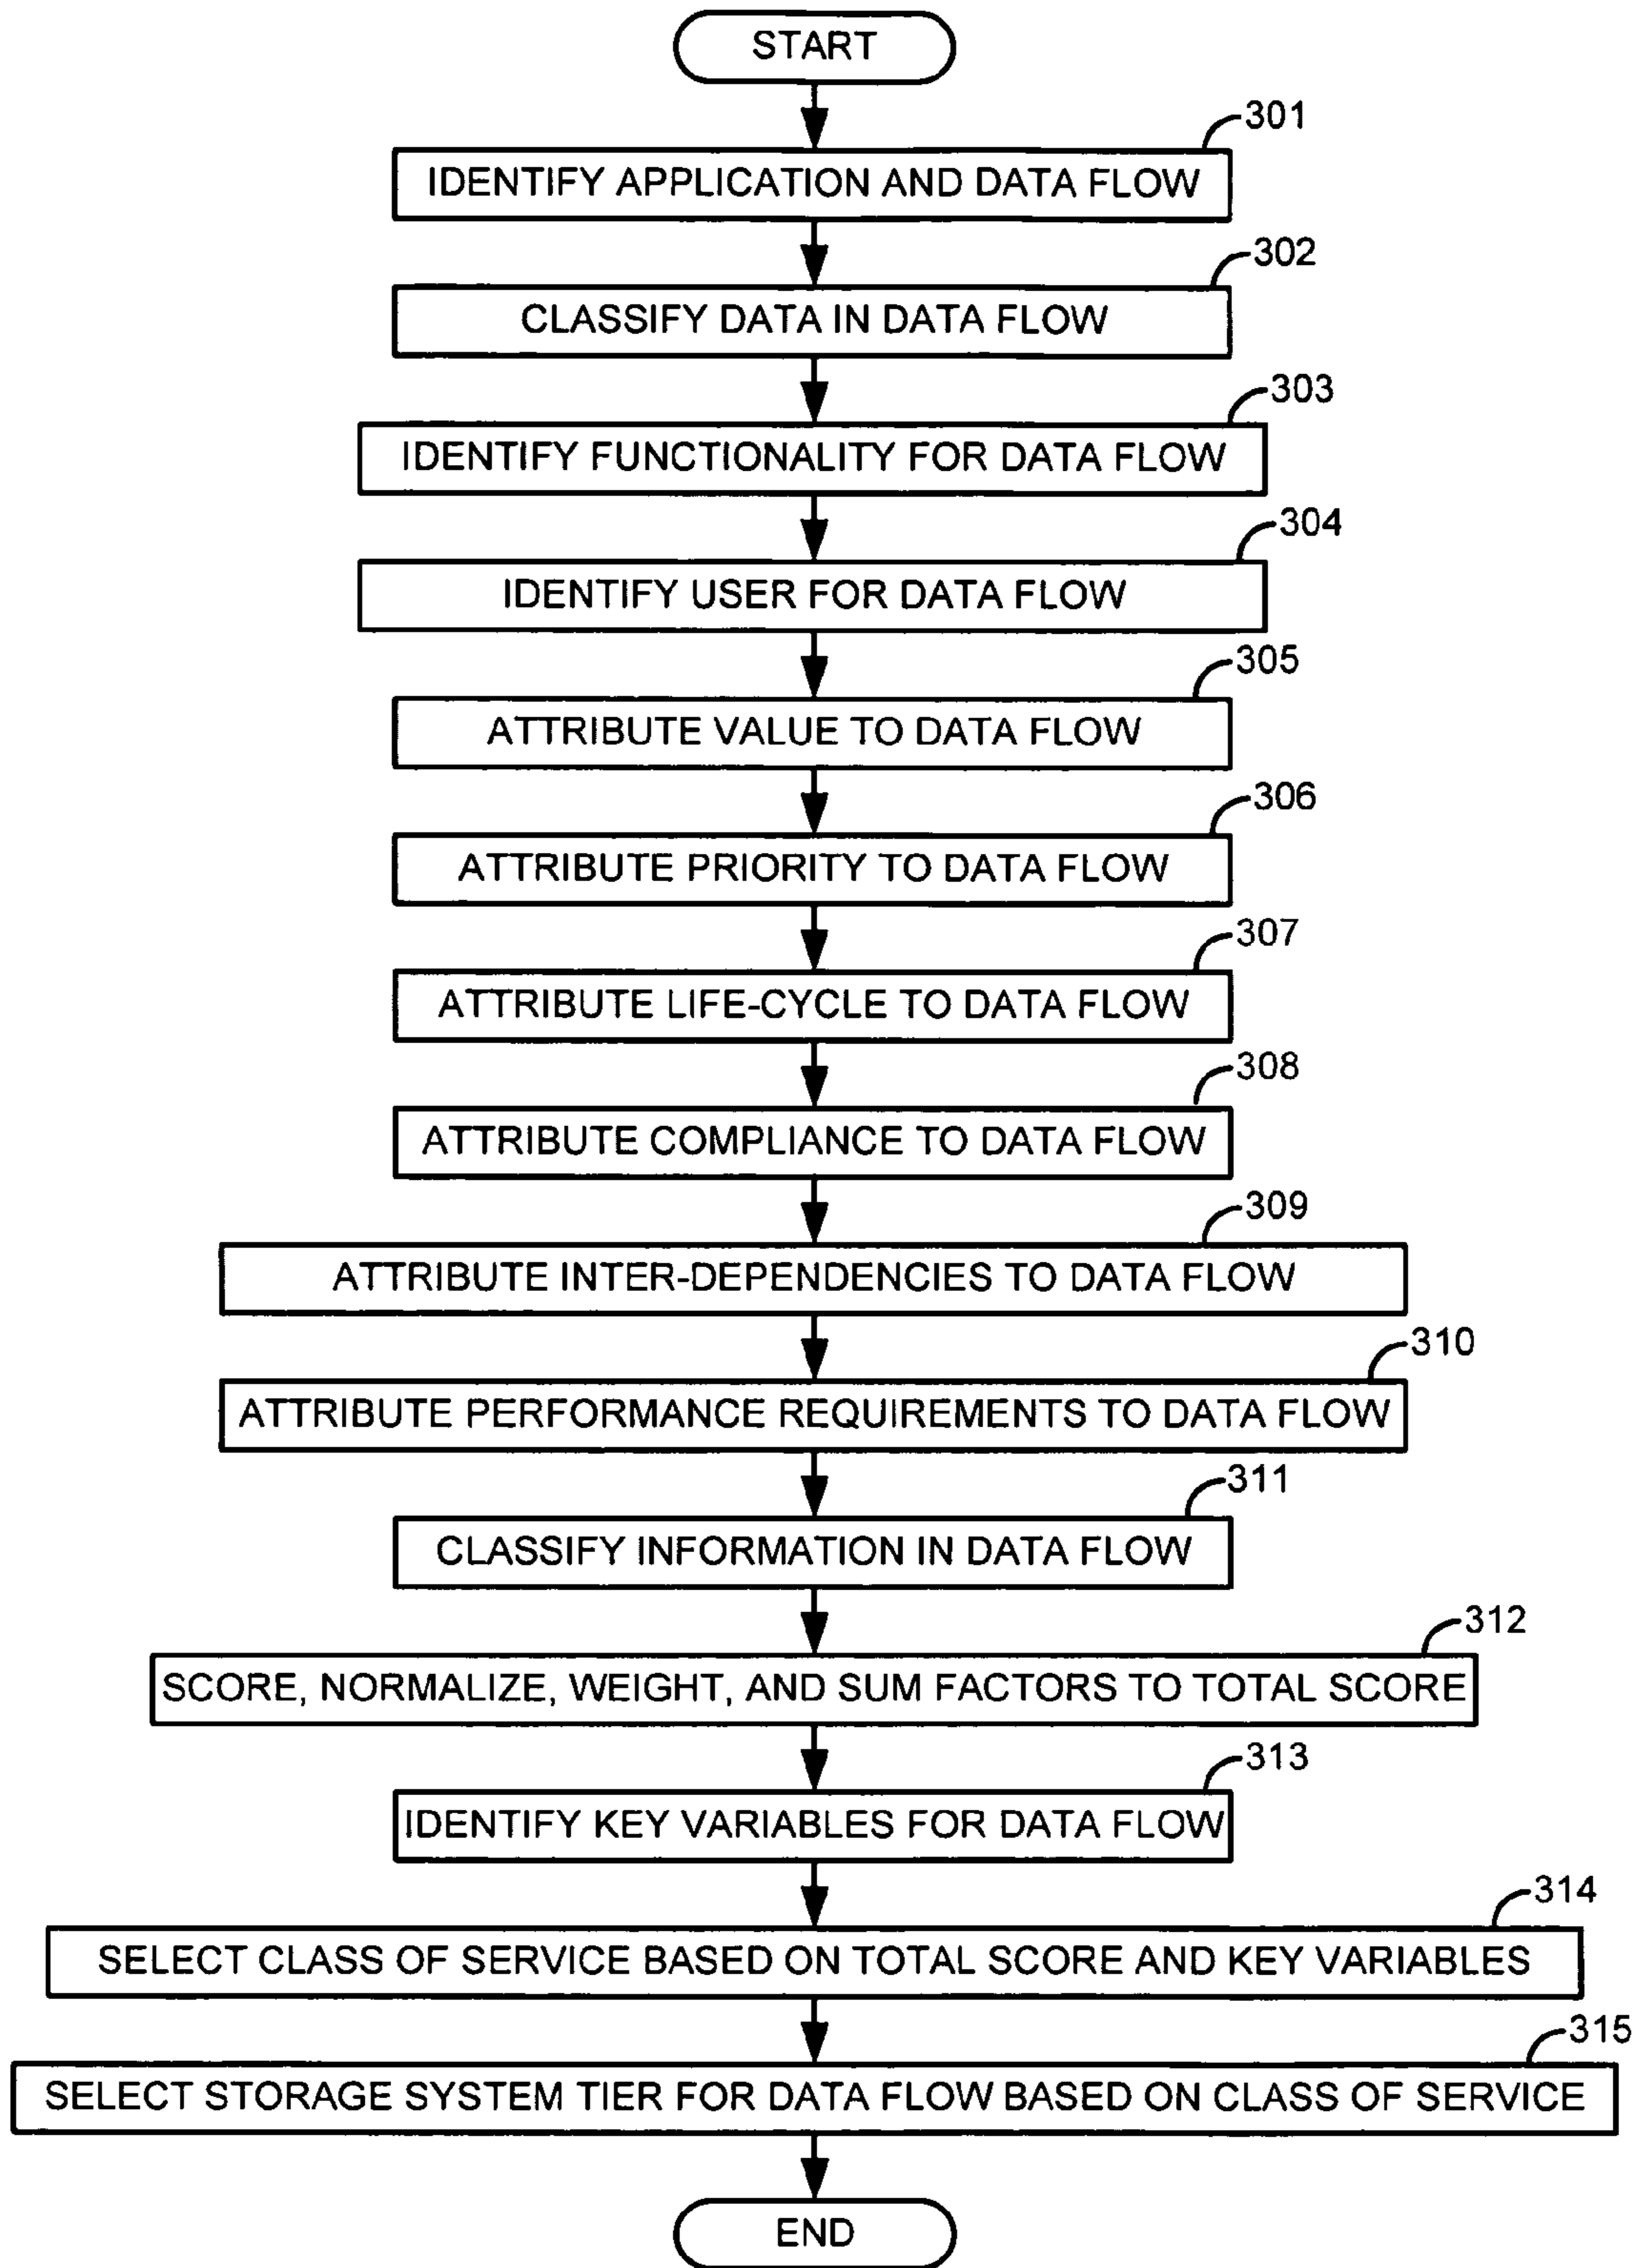 START
301
IDENTIFY APPLICATION AND DATA FLOW
302
CLASSIFY DATA IN DATA FLOW
303
IDENTIFY FUNCTIONALITY FOR DATA FLOW
304
IDENTIFY USER FOR DATA FLOW
305
ATTRIBUTE VALUE TO DATA FLOW
306
ATTRIBUTE PRIORITY TO DATA FLOW
307
ATTRIBUTE LIFE-CYCLE TO DATA FLOW
308
ATTRIBUTE COMPLIANCE TO DATA FLOW
309
ATTRIBUTE INTER-DEPENDENCIES TO DATA FLOW
310
ATTRIBUTE PERFORMANCE REQUIREMENTS TO DATA FLOW
311
CLASSIFY INFORMATION IN DATA FLOW
312
SCORE, NORMALIZE, WEIGHT, AND SUM FACTORS TO TOTAL SCORE
313
IDENTIFY KEY VARIABLES FOR DATA FLOW
314
SELECT CLASS OF SERVICE BASED ON TOTAL SCORE AND KEY VARIABLES
315
SELECT STORAGE SYSTEM TIER FOR DATA FLOW BASED ON CLASS OF SERVICE
END